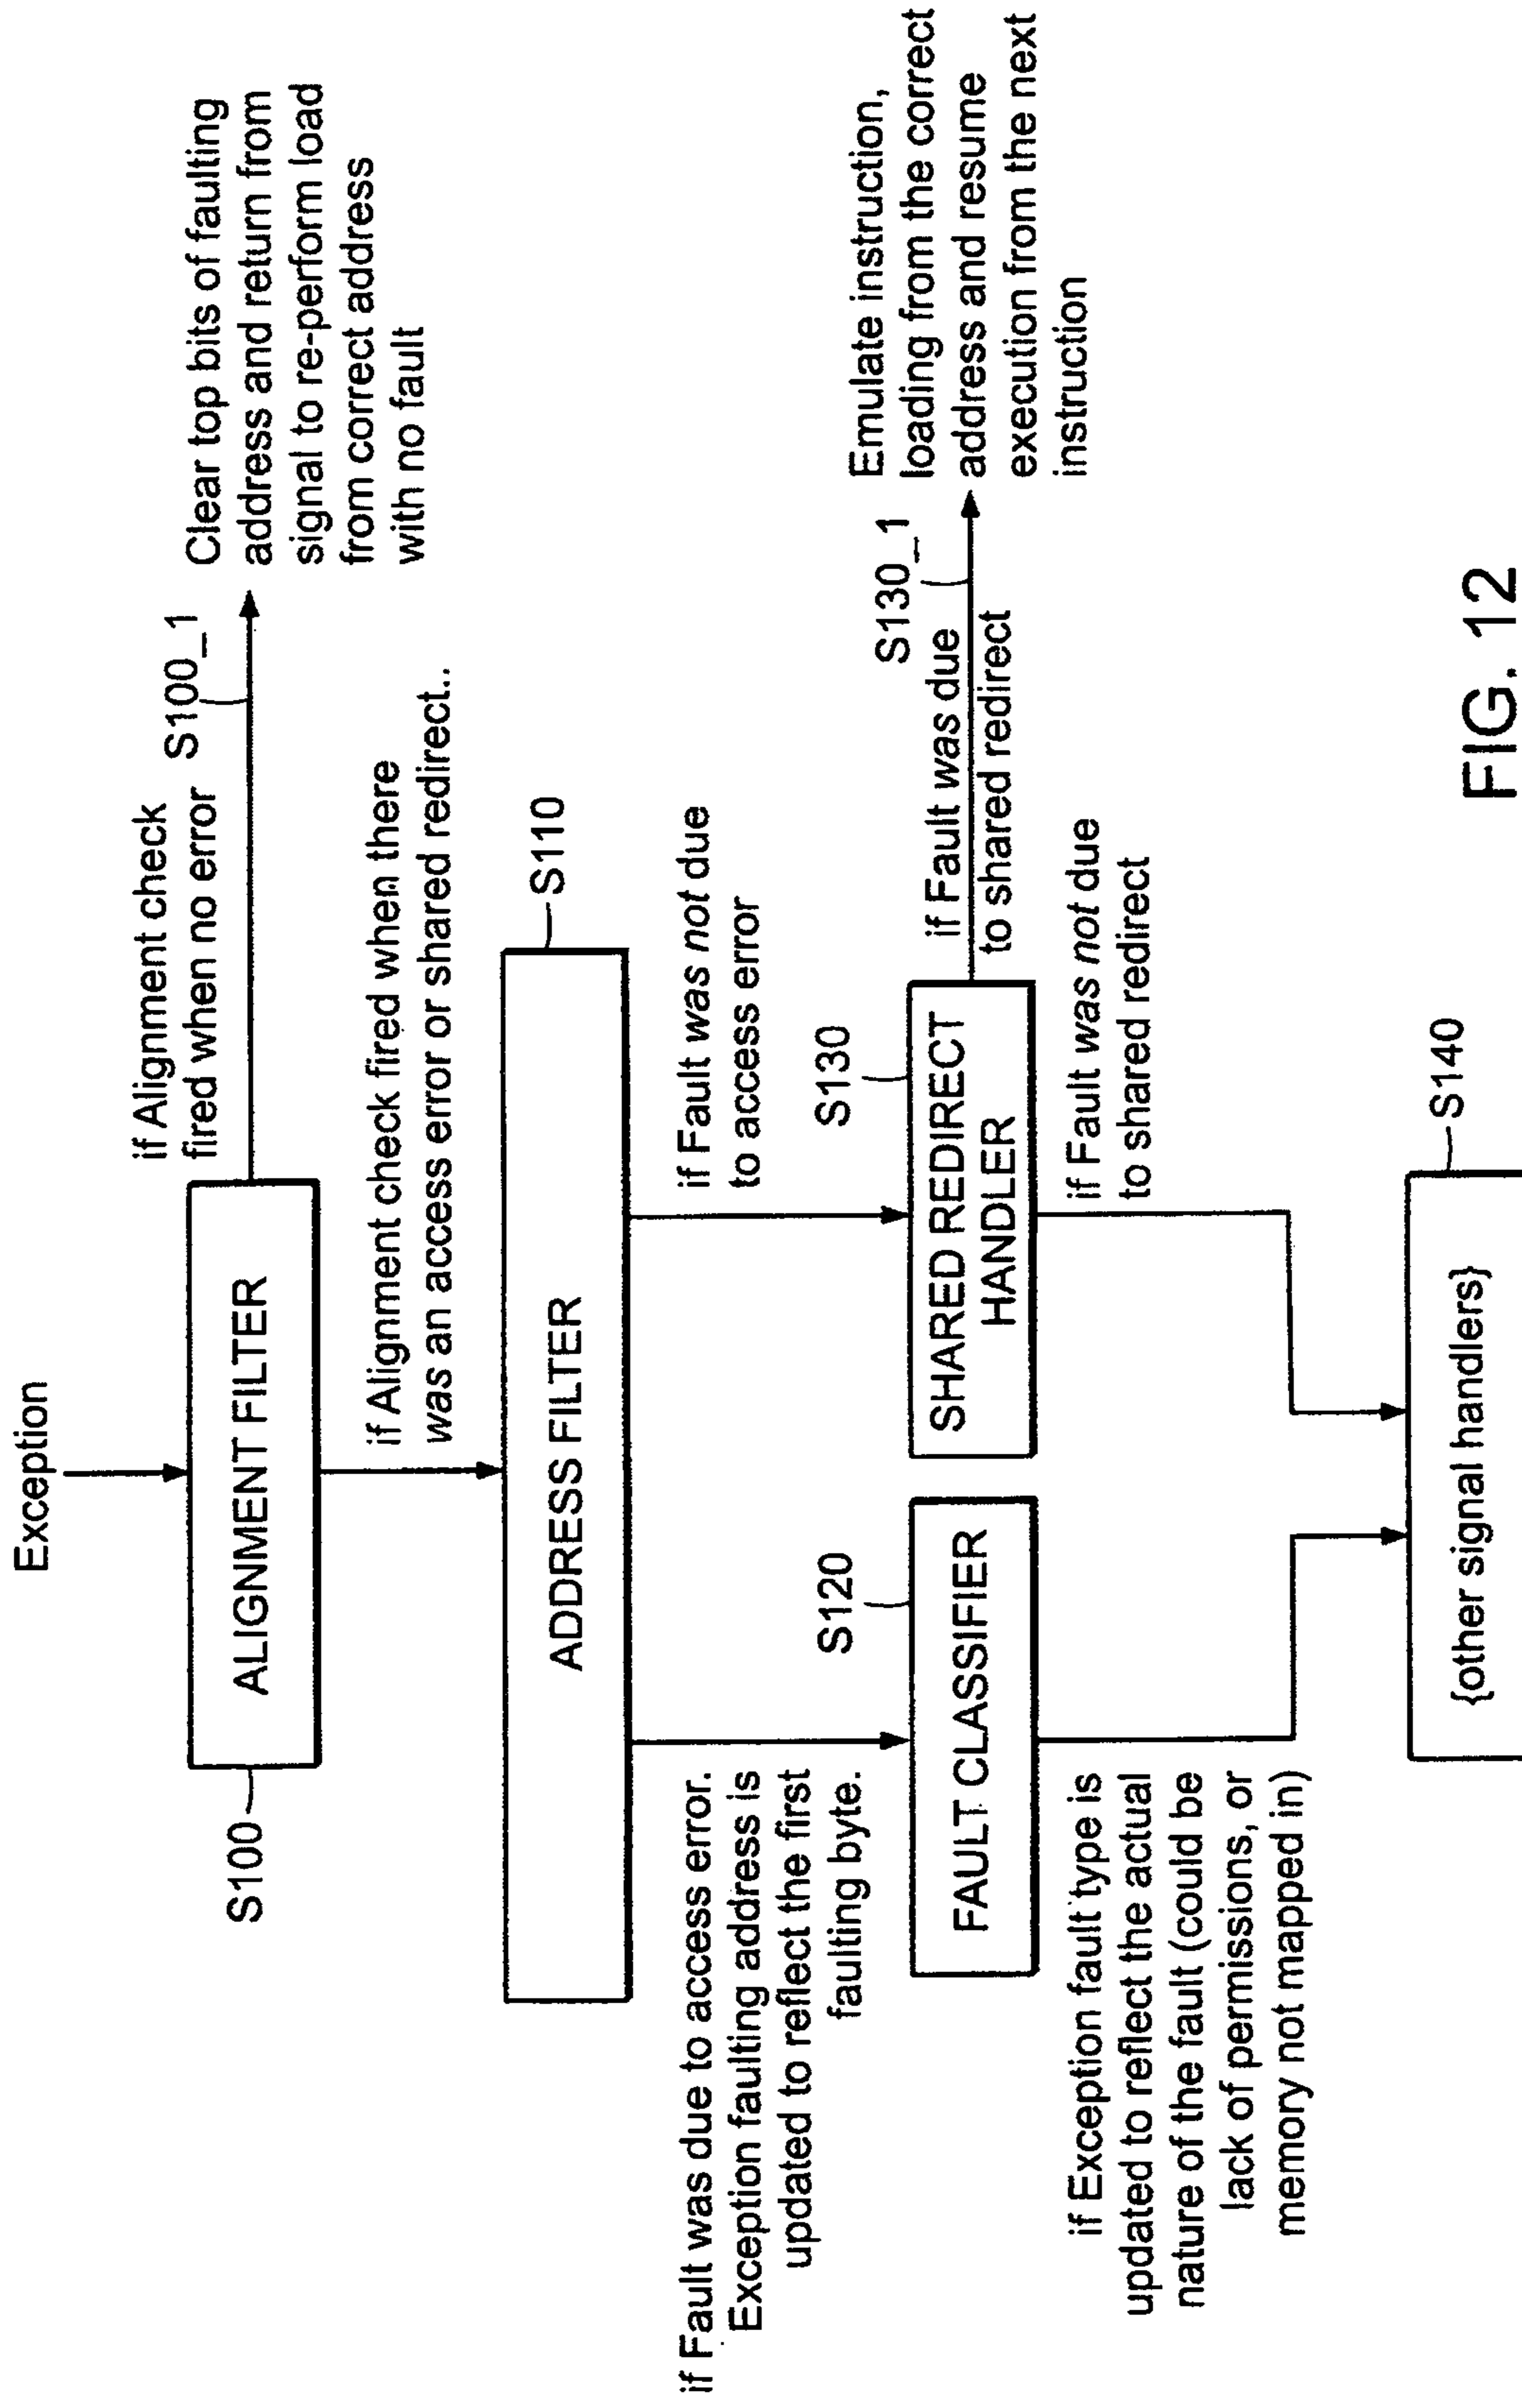 Exception
if Alignment check
fired when no error
S100_1
Clear top bits of faulting
address and return from
signal to re-perform load
from correct address
with no fault
S100
ALIGNMENT FILTER
if Alignment check fired when there
was an access error or shared redirect..
ADDRESS FILTER
S110
if Fault was due to access error.
Exception faulting address is
updated to reflect the first
faulting byte.
if Fault was not due
to access error
S120
FAULT CLASSIFIER
S130
SHARED REDIRECT
HANDLER
if Fault was due
to shared redirect
S130_1
Emulate instruction,
loading from the correct
address and resume
execution from the next
instruction
if Exception fault type is
updated to reflect the actual
nature of the fault (could be
lack of permissions, or
memory not mapped in)
if Fault was not due
to shared redirect
{other signal handlers}
S140
FIG. 12